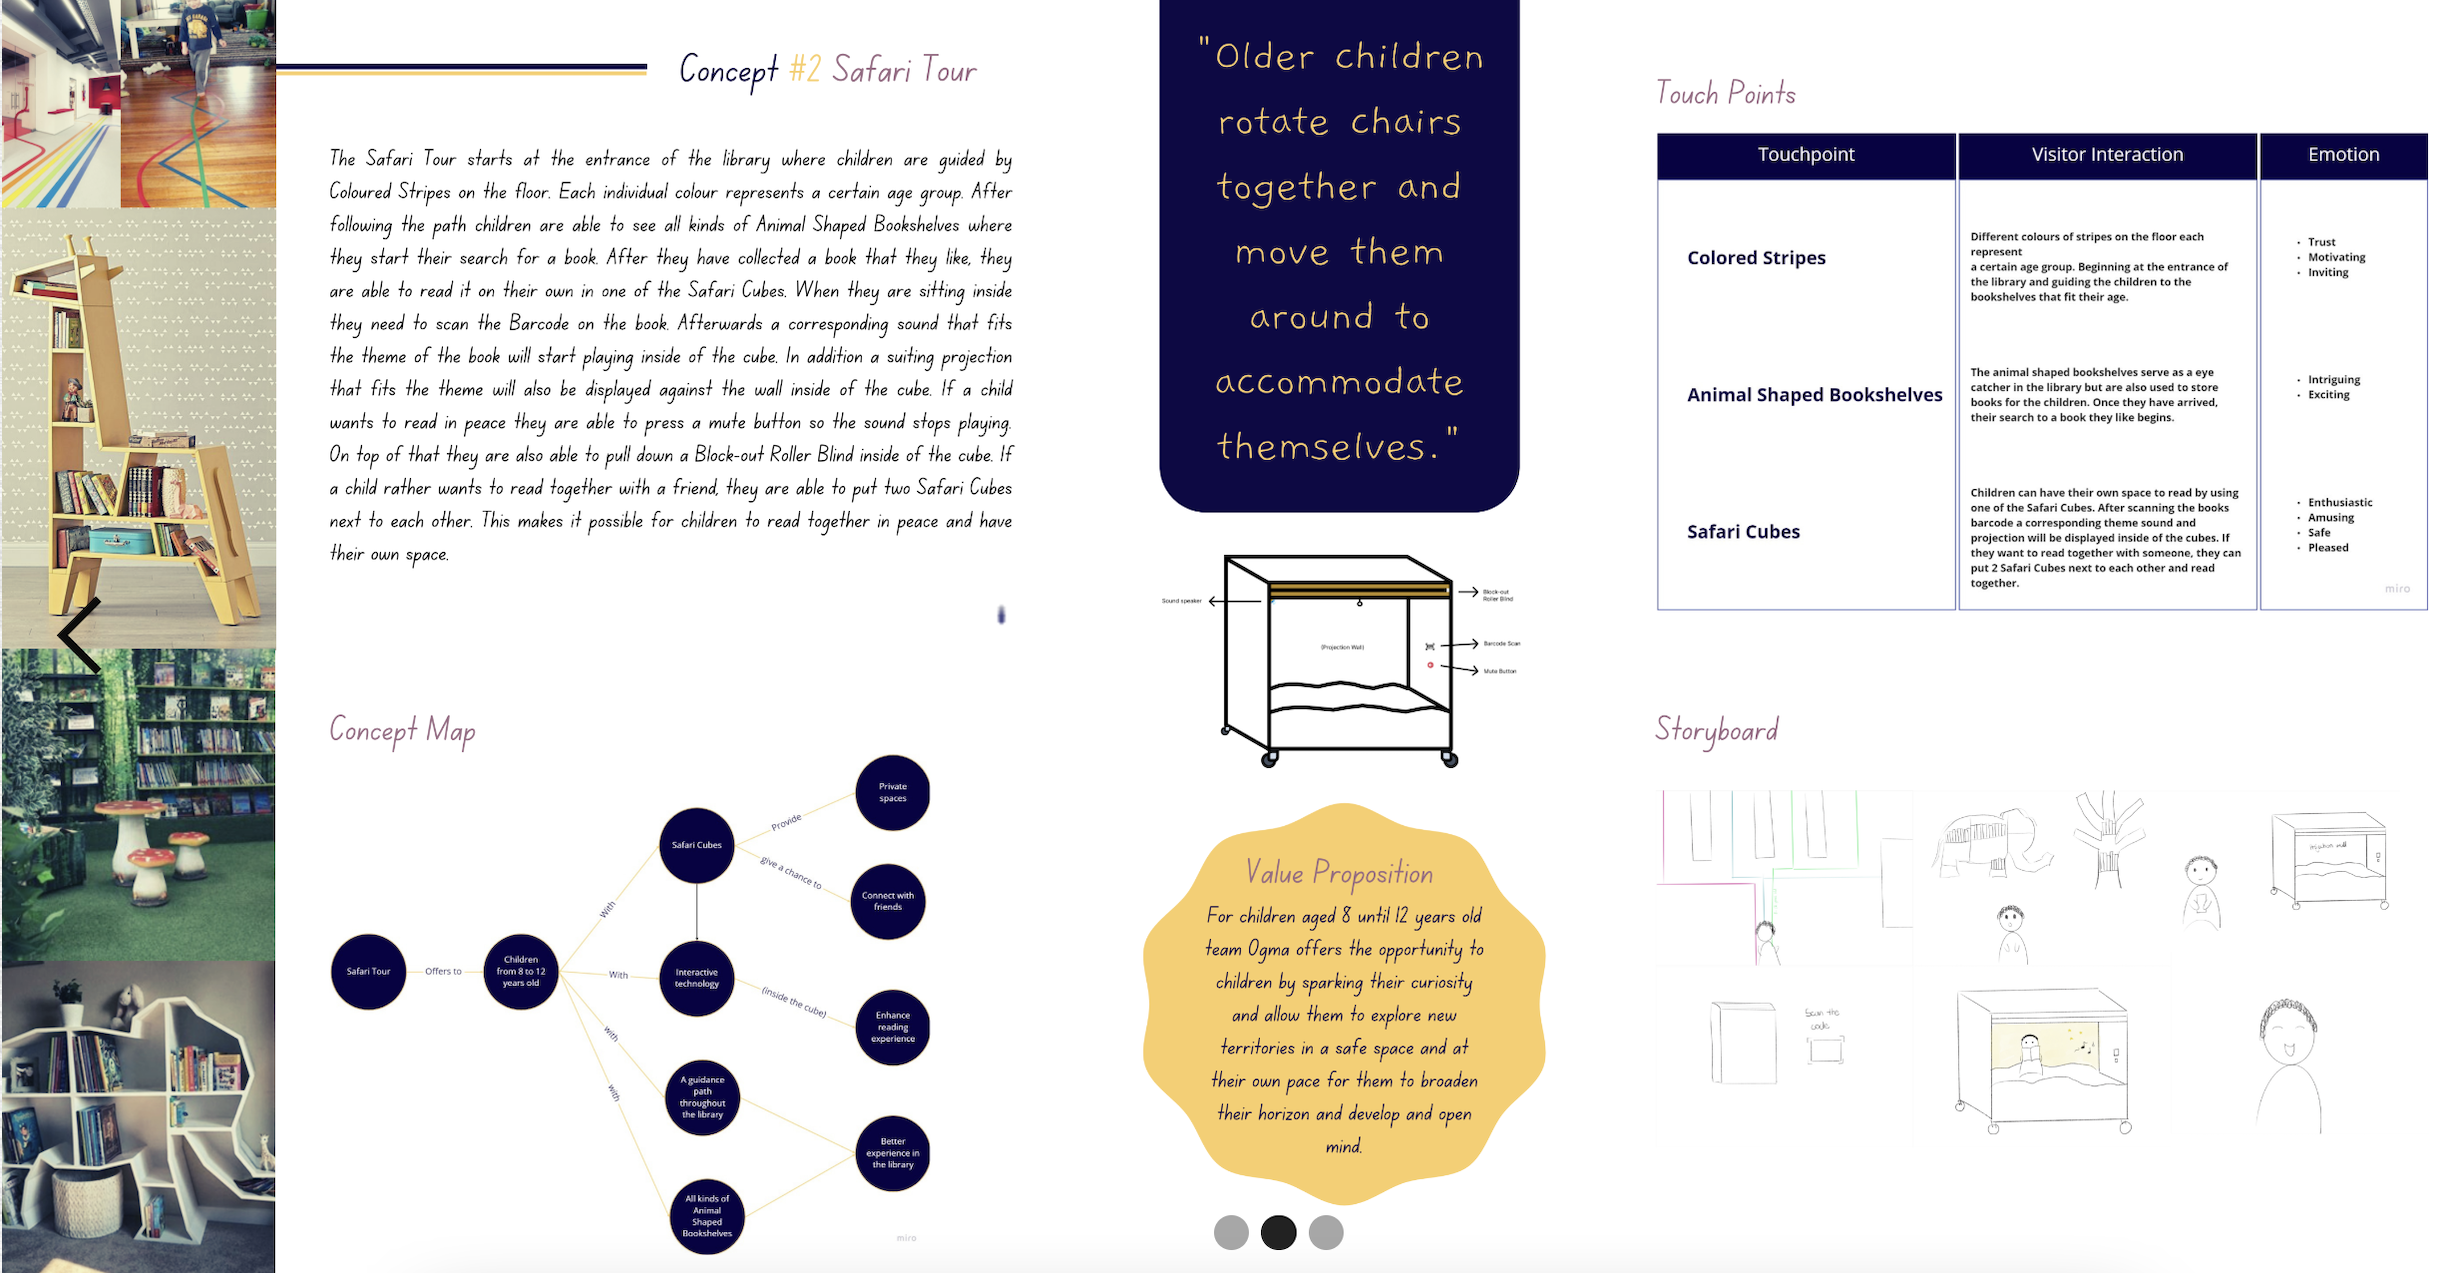 Concept #2 Safari Tour
The Safari Tour starts at the entrance of the library where children are guided by
Coloured Stripes on the floor. Each individual colour represents a certain age group. After
following the path children are able to see all kinds of Animal Shaped Bookshelves where
they start their search for a book. After they have collected a book that they like, they
are able to read it on their own in one of the Safari Cubes. When they are sitting inside
they need to scan the Barcode on the book. Afterwards a corresponding sound that fits
the theme of the book will start playing inside of the cube. In addition a suiting projection
that fits the theme will also be displayed against the wall inside of the cube. If a child
wants to read in peace they are able to press a mute button so the sound stops playing.
On top of that they are also able to pull down a Block-out Roller Blind inside of the cube. If
a child rather wants to read together with a friend, they are able to put two Safari Cubes
next to each other. This makes it possible for children to read together in peace and have
their own space.
Concept Map
Safari Tour
Offers to
Children
from 8 to 12
years old
With
With
with
with
Safari Cubes
Interactive
technology
A guidance
path
throughout
the library
All kinds of
Animal
Shaped
Bookshelves
Provide
give a chance to
(inside the cube)
Private
spaces
Connect with
friends
Enhance
reading
experience
Better
experience in
the library
miro
"Older children
rotate chairs
together and
move them
around to
accommodate
themselves."
Sound speaker
Block-out
Roller Blind
(Projection Wall)
Barcode Scan
Mute Button
Value Proposition
For children aged 8 until 12 years old
team Ogma offers the opportunity to
children by sparking their curiosity
and allow them to explore new
territories in a safe space and at
their own pace for them to broaden
their horizon and develop and open
mind.
Touch Points
Touchpoint
Visitor Interaction
Emotion
Colored Stripes
Different colours of stripes on the floor each
represent
a certain age group. Beginning at the entrance of
the library and guiding the children to the
bookshelves that fit their age.
• Trust
• Motivating
• Inviting
Animal Shaped Bookshelves
The animal shaped bookshelves serve as a eye
catcher in the library but are also used to store
books for the children. Once they have arrived,
their search to a book they like begins.
• Intriguing
• Exciting
Safari Cubes
Children can have their own space to read by using
one of the Safari Cubes. After scanning the books
barcode a corresponding theme sound and
projection will be displayed inside of the cubes. If
they want to read together with someone, they can
put 2 Safari Cubes next to each other and read
together.
• Enthusiastic
• Amusing
• Safe
• Pleased
miro
Storyboard
Scan the
code